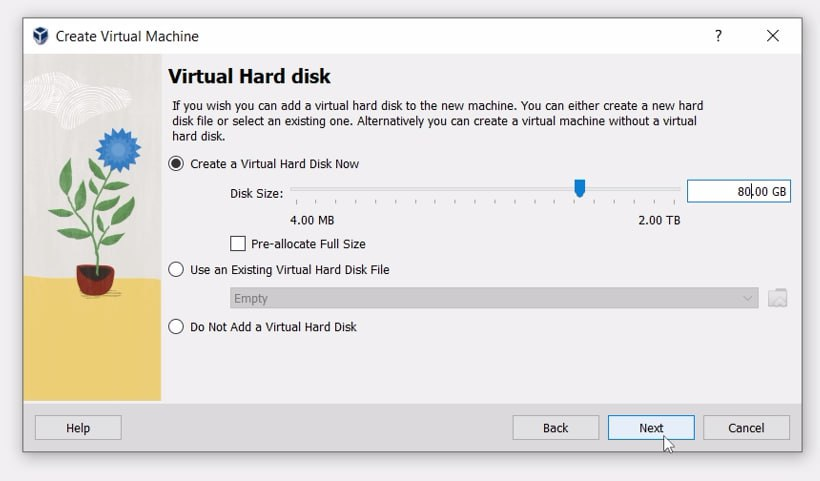 Create Virtual Machine
?
Virtual Hard disk
If you wish you can add a virtual hard disk to the new machine. You can either create a new hard
disk file or select an existing one. Alternatively you can create a virtual machine without a virtual
hard disk.
Create a Virtual Hard Disk Now
Disk Size:
80.00 GB
4.00 MB
2.00 TB
Pre-allocate Full Size
Use an Existing Virtual Hard Disk File
Empty
Do Not Add a Virtual Hard Disk
Help
Back
Next
Cancel